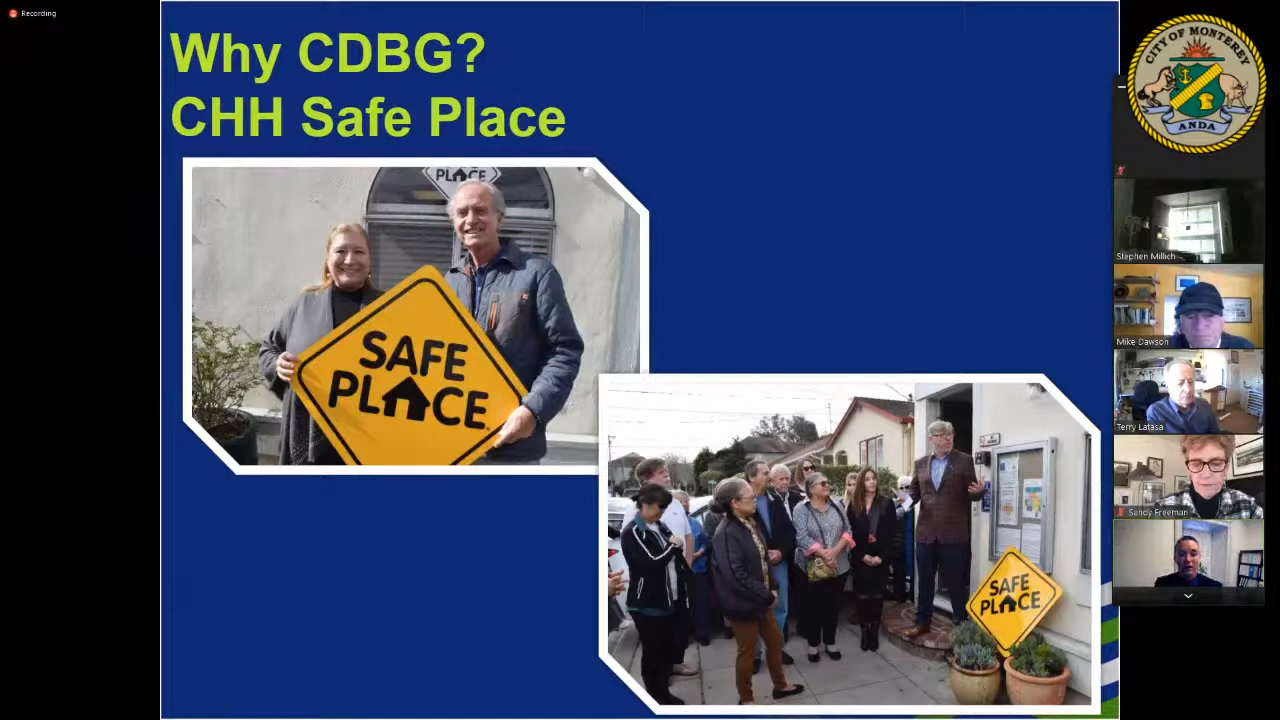 Recording
Why CDBG?
CHH Safe Place
PLACE
SAFE
PLACE
SAFE
PLACE
CITY OF MONTEREY
ANDA
Stephen Millich
Mike Dawson
Terry Latasa
Sandy Freeman